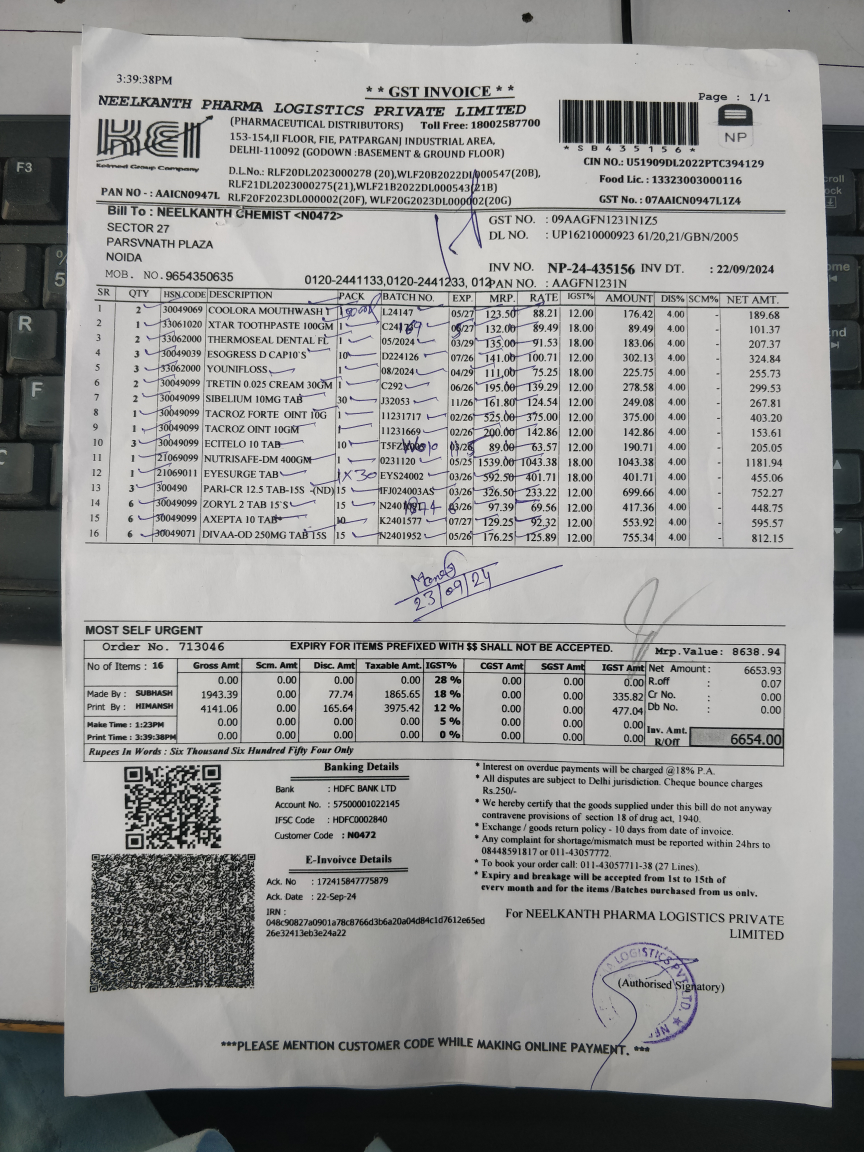 3:39:38PM
** GST INVOICE **
Page : 1/1
NEELKANTH PHARMA LOGISTICS PRIVATE LIMITED
(PHARMACEUTICAL DISTRIBUTORS) Toll Free: 18002587700
KEI
Keimed Group Company
153-154,II FLOOR, FIE, PATPARGANJ INDUSTRIAL AREA,
DELHI-110092 (GODOWN :BASEMENT & GROUND FLOOR)
*SB435156*
NP
CIN NO.: U51909DL2022PTC394129
D.L.No.: RLF20DL2023000278 (20),WLF20B2022DL000547(20B),
RLF21DL2023000275(21),WLF21B2022DL000543(21B)
RLF20F2023DL000002(20F), WLF20G2023DL000002(20G)
Food Lic. : 13323003000116
PAN NO - : AAICN0947L
GST No. : 07AAICN0947L1Z4
Bill To : NEELKANTH CHEMIST <N0472>
SECTOR 27
PARSVNATH PLAZA
NOIDA
MOB. NO. 9654350635
GST NO. : 09AAGFN1231N1Z5
DL NO. : UP16210000923 61/20,21/GBN/2005
INV NO. NP-24-435156 INV DT. : 22/09/2024
0120-2441133,0120-2441233, 012
PAN NO. : AAGFN1231N
SR QTY HSN.CODE DESCRIPTION PACK BATCH NO. EXP. MRP. RATE IGST% AMOUNT DIS% SCM% NET AMT.
1 2 30049069 COOLORA MOUTHWASH L24147 05/27 123.50 88.21 12.00 176.42 4.00 - 189.68
2 1 33061020 XTAR TOOTHPASTE 100GM 1 132.00 89.49 18.00 89.49 4.00 - 101.37
3 2 33062000 THERMOSEAL DENTAL FL 1 05/2024 03/29 135.00 91.53 18.00 183.06 4.00 - 207.37
4 3 30049039 ESOGRESS D CAP10'S 10 D224126 07/26 141.00 100.71 12.00 302.13 4.00 - 324.84
5 3 33062000 YOUNIFLOSS 1 08/2024 04/29 111.00 75.25 18.00 225.75 4.00 - 255.73
6 2 30049099 TRETIN 0.025 CREAM 30GM 1 C292 06/26 195.00 139.29 12.00 278.58 4.00 - 299.53
7 2 30049099 SIBELIUM 10MG TAB 30 J32053 11/26 161.80 124.54 12.00 249.08 4.00 - 267.81
8 1 30049099 TACROZ FORTE OINT 10G 1 11231717 02/26 525.00 375.00 12.00 375.00 4.00 - 403.20
9 1 30049099 TACROZ OINT 10GM 1 11231669 02/26 200.00 142.86 12.00 142.86 4.00 - 153.61
10 3 30049099 ECITELO 10 TAB 10 03/26 89.00 63.57 12.00 190.71 4.00 - 205.05
11 1 21069099 NUTRISAFE-DM 400GM 1 0231120 05/25 1539.00 1043.38 18.00 1043.38 4.00 - 1181.94
12 1 21069011 EYESURGE TAB 1X30 EYS24002 03/26 592.50 401.71 18.00 401.71 4.00 - 455.06
13 3 300490 PARI-CR 12.5 TAB-15S -(ND) 15 IFJ024003AS 03/26 326.50 233.22 12.00 699.66 4.00 - 752.27
14 6 30049099 ZORYL 2 TAB 15`S 15 97.39 69.56 12.00 417.36 4.00 - 448.75
15 6 30049099 AXEPTA 10 TAB 10 K2401577 07/27 129.25 92.32 12.00 553.92 4.00 - 595.57
16 6 30049071 DIVAA-OD 250MG TAB 15S 15 N2401952 05/26 176.25 125.89 12.00 755.34 4.00 - 812.15
23/09/24
MOST SELF URGENT
Order No. 713046 EXPIRY FOR ITEMS PREFIXED WITH $$ SHALL NOT BE ACCEPTED. Mrp.Value: 8638.94
No of Items : 16 Gross Amt Scm. Amt Disc. Amt Taxable Amt. IGST% CGST Amt SGST Amt IGST Amt Net Amount : 6653.93
0.00 0.00 0.00 0.00 28 % 0.00 0.00 0.00 R.off : 0.07
Made By : SUBHASH 1943.39 0.00 77.74 1865.65 18 % 0.00 0.00 335.82 Cr No. : 0.00
Print By : HIMANSH 4141.06 0.00 165.64 3975.42 12 % 0.00 0.00 477.04 Db No. : 0.00
Make Time : 1:23PM 0.00 0.00 0.00 0.00 5 % 0.00 0.00 0.00
Print Time : 3:39:38PM 0.00 0.00 0.00 0.00 0 % 0.00 0.00 0.00 Inv. Amt. R/Off 6654.00
Rupees In Words : Six Thousand Six Hundred Fifty Four Only
Banking Details
Bank : HDFC BANK LTD
Account No. : 57500001022145
IFSC Code : HDFC0002840
Customer Code : N0472
E-Invoivce Details
Ack. No : 172415847775879
Ack. Date : 22-Sep-24
IRN :
048c90827a0901a78c8766d3b6a20a04d84c1d7612e65ed
26e32413eb3e24a22
* Interest on overdue payments will be charged @18% P.A.
* All disputes are subject to Delhi jurisdiction. Cheque bounce charges
Rs.250/-
* We hereby certify that the goods supplied under this bill do not anyway
contravene provisions of section 18 of drug act, 1940.
* Exchange / goods return policy - 10 days from date of invoice.
* Any complaint for shortage/mismatch must be reported within 24hrs to
08448591817 or 011-43057772.
* To book your order call: 011-43057711-38 (27 Lines).
* Expiry and breakage will be accepted from 1st to 15th of
every month and for the items /Batches purchased from us only.
For NEELKANTH PHARMA LOGISTICS PRIVATE
LIMITED
LOGISTICS PVT. LTD.
(Authorised Signatory)
***PLEASE MENTION CUSTOMER CODE WHILE MAKING ONLINE PAYMENT. ***